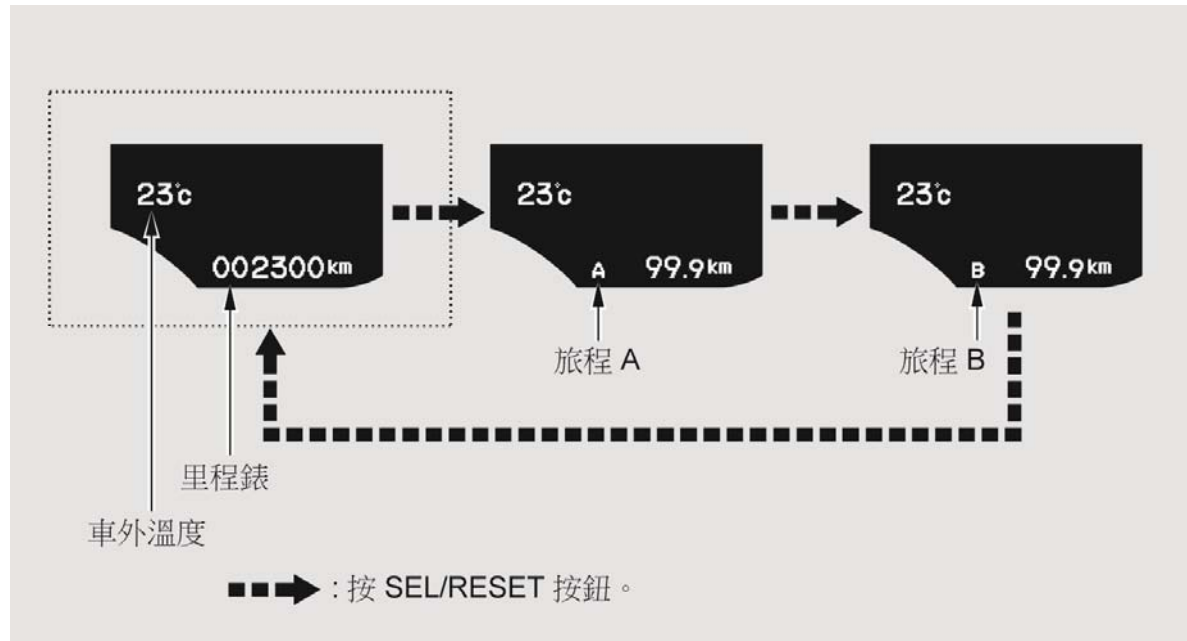 23°c
002300km
23°c
A 99.9km
23°c
B 99.9km
旅程 A
旅程 B
里程錶
車外溫度
：按 SEL/RESET 按鈕。